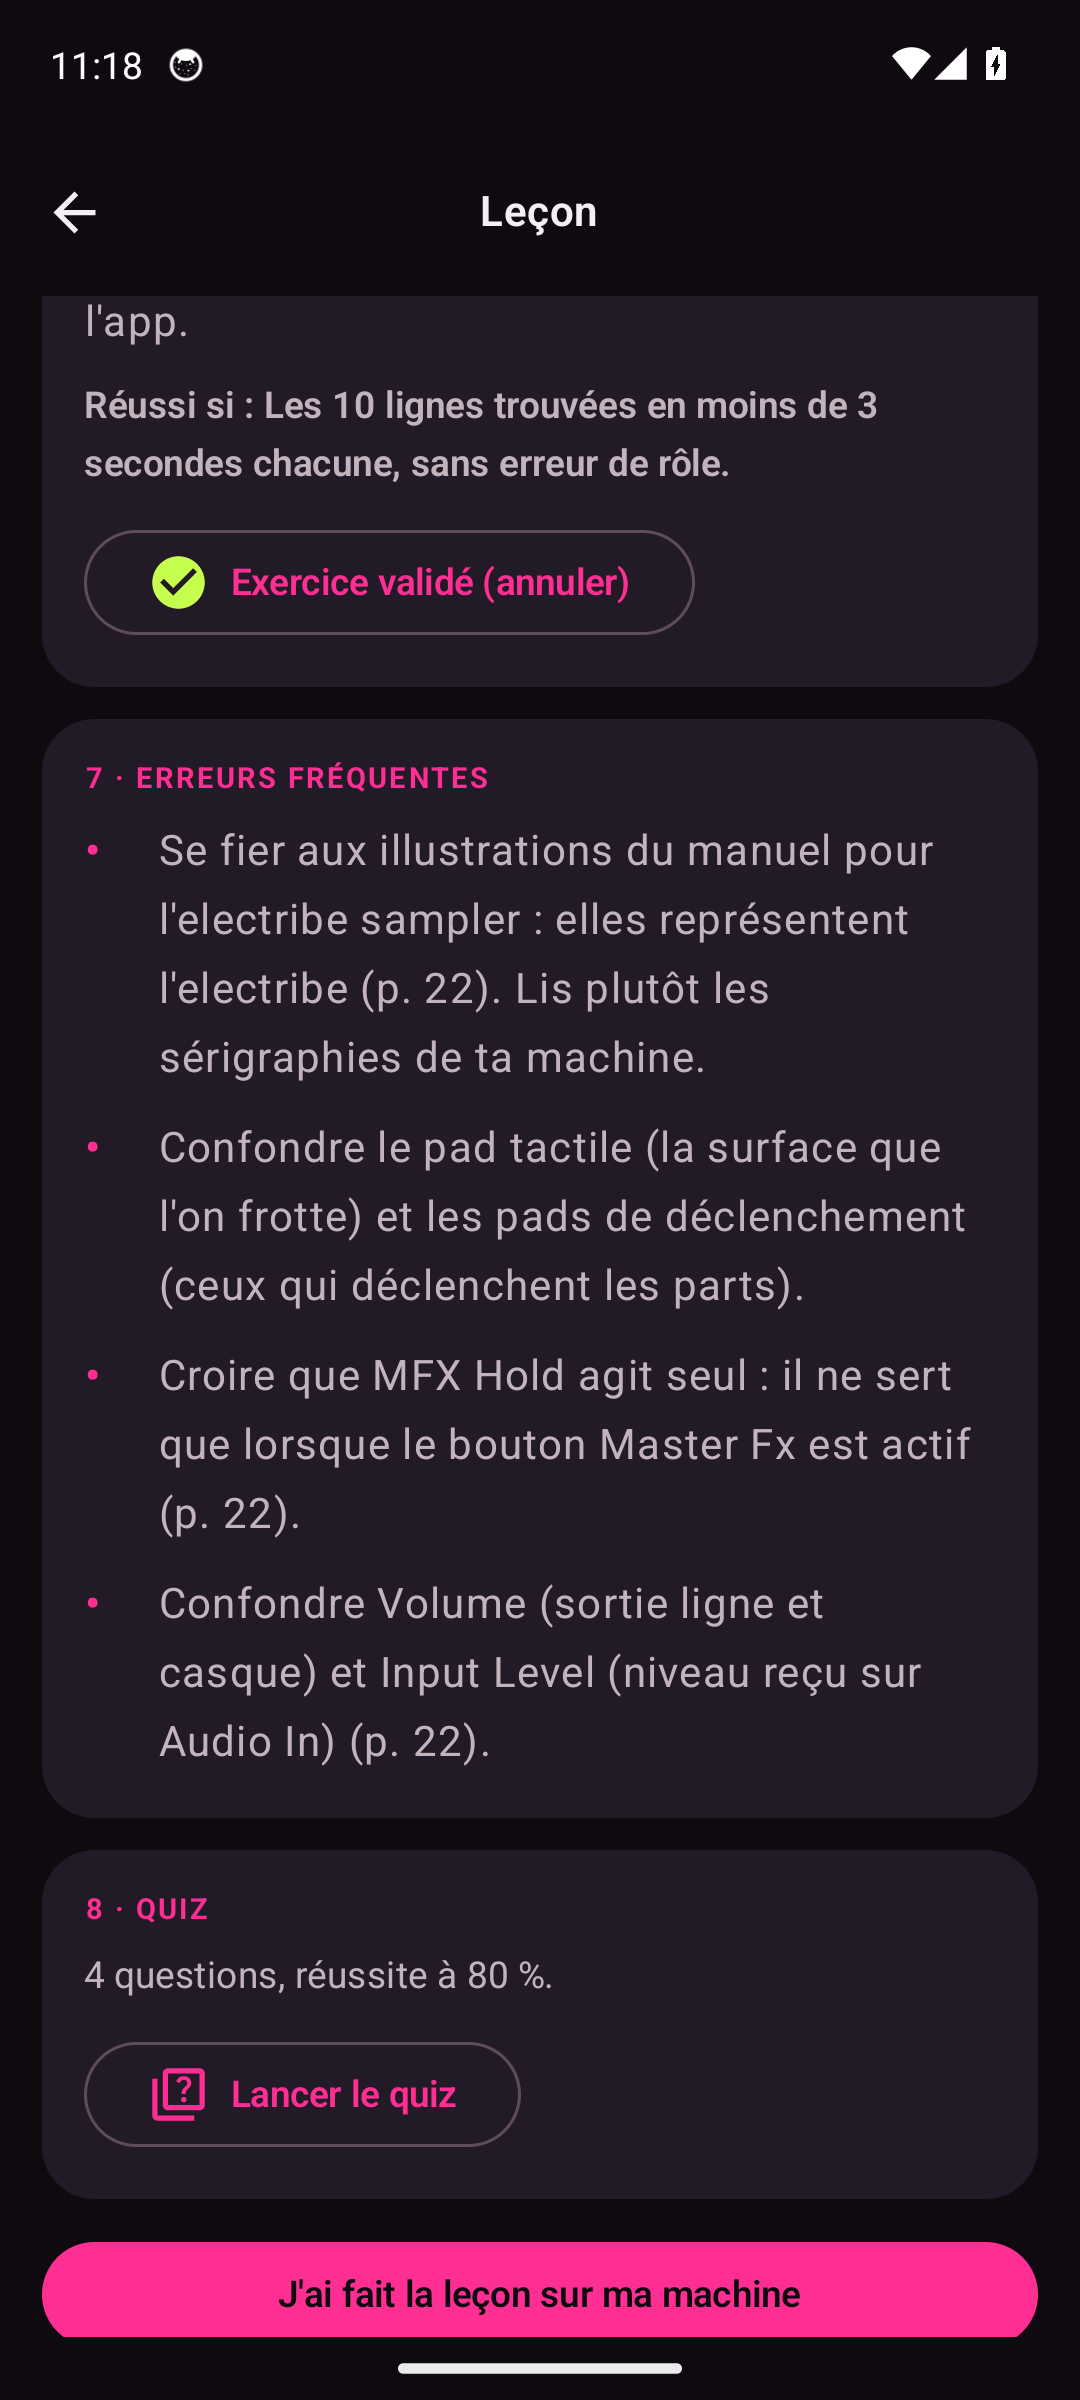 11:18
Leçon
l'app.
Réussi si : Les 10 lignes trouvées en moins de 3
secondes chacune, sans erreur de rôle.
Exercice validé (annuler)
7 · ERREURS FRÉQUENTES
• Se fier aux illustrations du manuel pour
l'electribe sampler : elles représentent
l'electribe (p. 22). Lis plutôt les
sérigraphies de ta machine.
• Confondre le pad tactile (la surface que
l'on frotte) et les pads de déclenchement
(ceux qui déclenchent les parts).
• Croire que MFX Hold agit seul : il ne sert
que lorsque le bouton Master Fx est actif
(p. 22).
• Confondre Volume (sortie ligne et
casque) et Input Level (niveau reçu sur
Audio In) (p. 22).
8 · QUIZ
4 questions, réussite à 80 %.
Lancer le quiz
J'ai fait la leçon sur ma machine